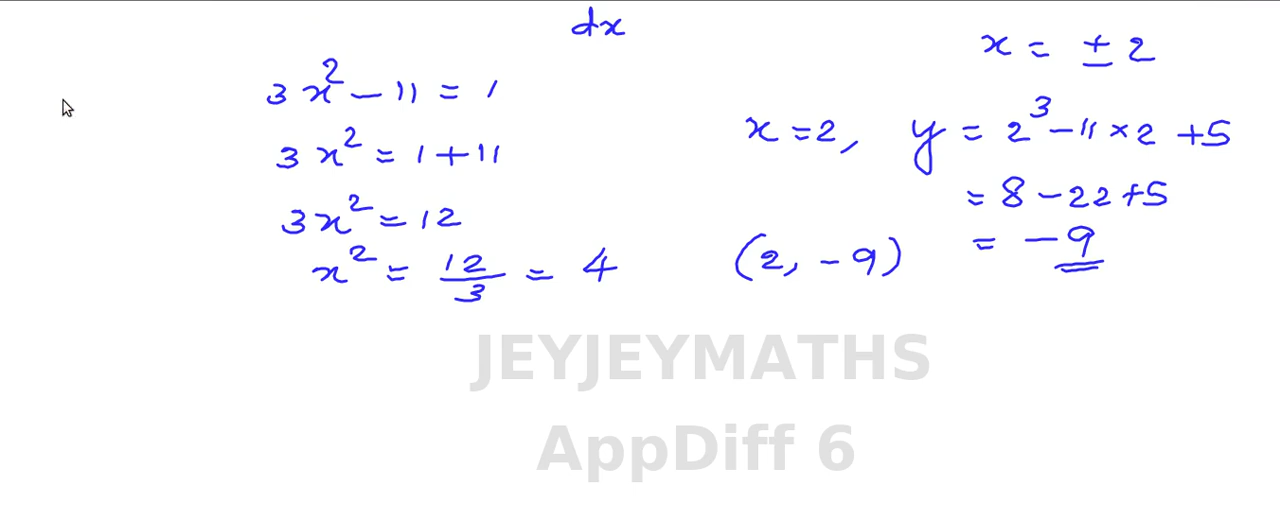 dx
3x² − 11 = 1
3x² = 1 + 11
3x² = 12
x² = 12/3 = 4
x = ± 2
x = 2, y = 2³ − 11 × 2 + 5
= 8 − 22 + 5
= −9
(2, −9)
JEYJEYMATHS
AppDiff 6